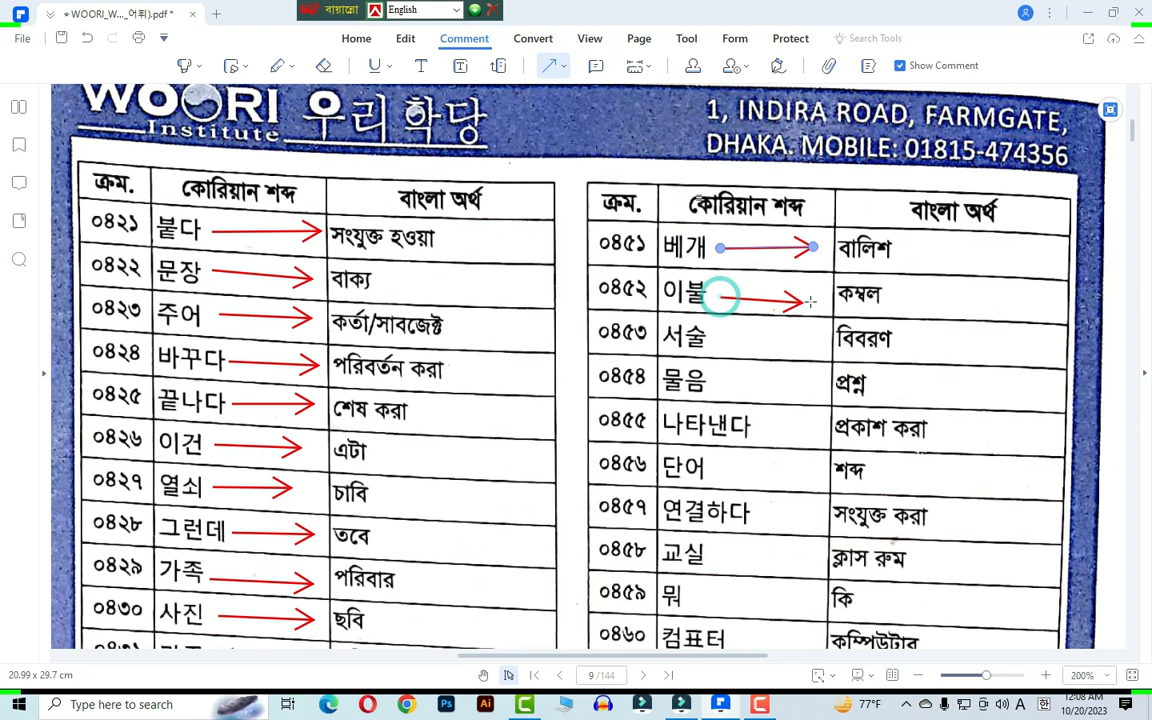 WOORI_W..._어휘).pdf *
বায়ান্নো
English
File
Home
Edit
Comment
Convert
View
Page
Tool
Form
Protect
Search Tools
Show Comment
WOORI 우리학당
Institute
1, INDIRA ROAD, FARMGATE,
DHAKA. MOBILE: 01815-474356
ক্রম. কোরিয়ান শব্দ বাংলা অর্থ
০৪২১ 붙다 সংযুক্ত হওয়া
০৪২২ 문장 বাক্য
০৪২৩ 주어 কর্তা/সাবজেক্ট
০৪২৪ 바꾸다 পরিবর্তন করা
০৪২৫ 끝나다 শেষ করা
০৪২৬ 이건 এটা
০৪২৭ 열쇠 চাবি
০৪২৮ 그런데 তবে
০৪২৯ 가족 পরিবার
০৪৩০ 사진 ছবি
০৪৩১
ক্রম. কোরিয়ান শব্দ বাংলা অর্থ
০৪৫১ 베개 বালিশ
০৪৫২ 이불 কম্বল
০৪৫৩ 서술 বিবরণ
০৪৫৪ 물음 প্রশ্ন
০৪৫৫ 나타낸다 প্রকাশ করা
০৪৫৬ 단어 শব্দ
০৪৫৭ 연결하다 সংযুক্ত করা
০৪৫৮ 교실 ক্লাস রুম
০৪৫৯ 뭐 কি
০৪৬০ 컴퓨터 কম্পিউটার
20.99 x 29.7 cm
9 /144
200%
Type here to search
77°F
12:08 AM
10/20/2023